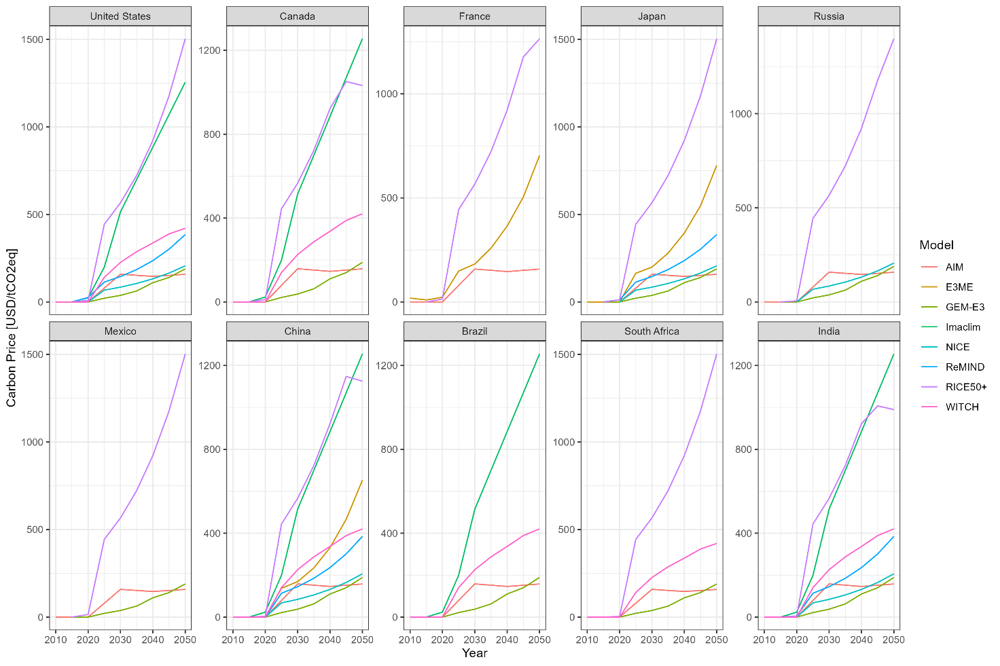 United States Canada France Japan Russia
1500
1000
500
0
1200
800
400
0
1000
500
0
1500
1000
500
0
1000
500
0
Mexico China Brazil South Africa India
1500
1000
500
0
1200
800
400
0
1200
800
400
0
1500
1000
500
0
1200
800
400
0
2010 2020 2030 2040 2050 2010 2020 2030 2040 2050 2010 2020 2030 2040 2050 2010 2020 2030 2040 2050 2010 2020 2030 2040 2050
Year
Carbon Price [USD/tCO2eq]
Model
AIM
E3ME
GEM-E3
Imaclim
NICE
ReMIND
RICE50+
WITCH